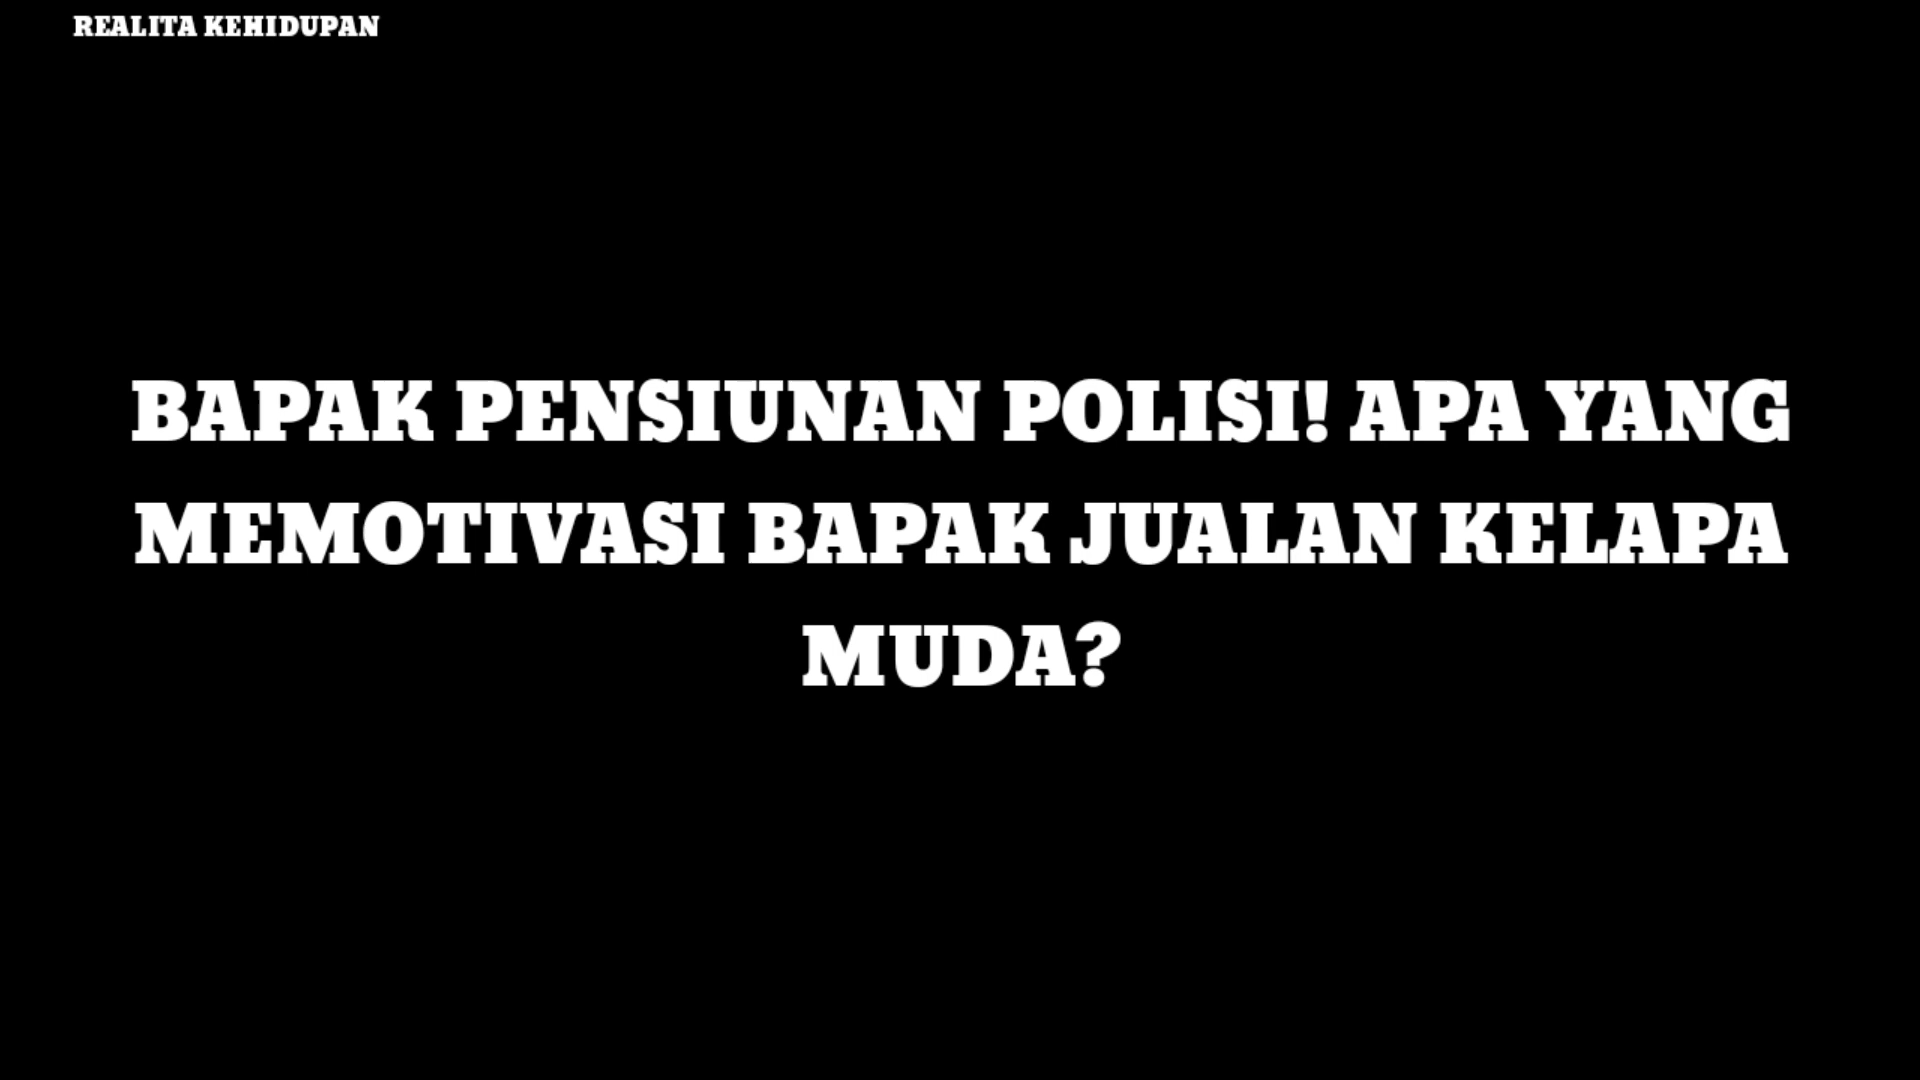 REALITA KEHIDUPAN
BAPAK PENSIUNAN POLISI! APA YANG
MEMOTIVASI BAPAK JUALAN KELAPA
MUDA?